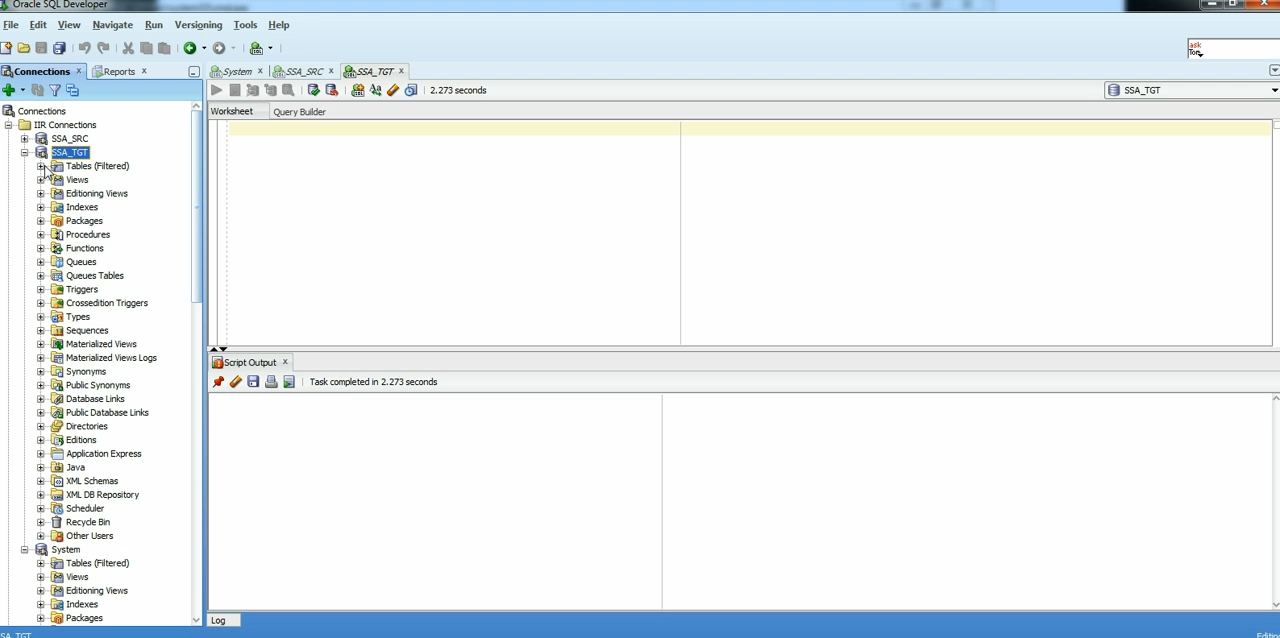 Oracle SQL Developer
File Edit View Navigate Run Versioning Tools Help
ask
Tom
Connections
Reports
System
SSA_SRC
SSA_TGT
2.273 seconds
SSA_TGT
Worksheet
Query Builder
Connections
IIR Connections
SSA_SRC
SSA_TGT
Tables (Filtered)
Views
Editioning Views
Indexes
Packages
Procedures
Functions
Queues
Queues Tables
Triggers
Crossedition Triggers
Types
Sequences
Materialized Views
Materialized Views Logs
Synonyms
Public Synonyms
Database Links
Public Database Links
Directories
Editions
Application Express
Java
XML Schemas
XML DB Repository
Scheduler
Recycle Bin
Other Users
System
Tables (Filtered)
Views
Editioning Views
Indexes
Packages
Script Output
Task completed in 2.273 seconds
Log
SA_TGT
Editin